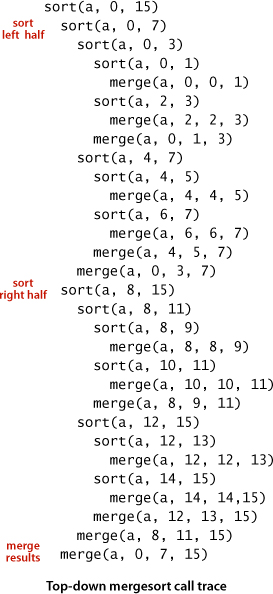 sort(a, 0, 15)
sort
left half
sort(a, 0, 7)
sort(a, 0, 3)
sort(a, 0, 1)
merge(a, 0, 0, 1)
sort(a, 2, 3)
merge(a, 2, 2, 3)
merge(a, 0, 1, 3)
sort(a, 4, 7)
sort(a, 4, 5)
merge(a, 4, 4, 5)
sort(a, 6, 7)
merge(a, 6, 6, 7)
merge(a, 4, 5, 7)
merge(a, 0, 3, 7)
sort
right half
sort(a, 8, 15)
sort(a, 8, 11)
sort(a, 8, 9)
merge(a, 8, 8, 9)
sort(a, 10, 11)
merge(a, 10, 10, 11)
merge(a, 8, 9, 11)
sort(a, 12, 15)
sort(a, 12, 13)
merge(a, 12, 12, 13)
sort(a, 14, 15)
merge(a, 14, 14,15)
merge(a, 12, 13, 15)
merge(a, 8, 11, 15)
merge
results
merge(a, 0, 7, 15)
Top-down mergesort call trace